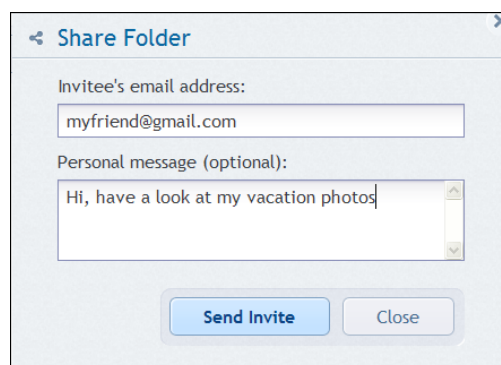 Share Folder
Invitee's email address:
myfriend@gmail.com
Personal message (optional):
Hi, have a look at my vacation photos
Send Invite
Close